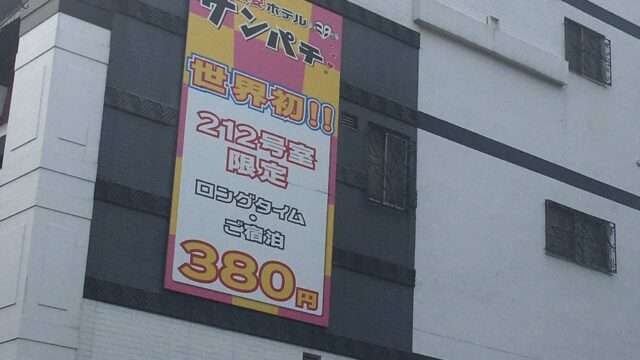 ホテル
ケンパチ
世界初!!
212号室
限定
ロングタイム
・
ご宿泊
380円